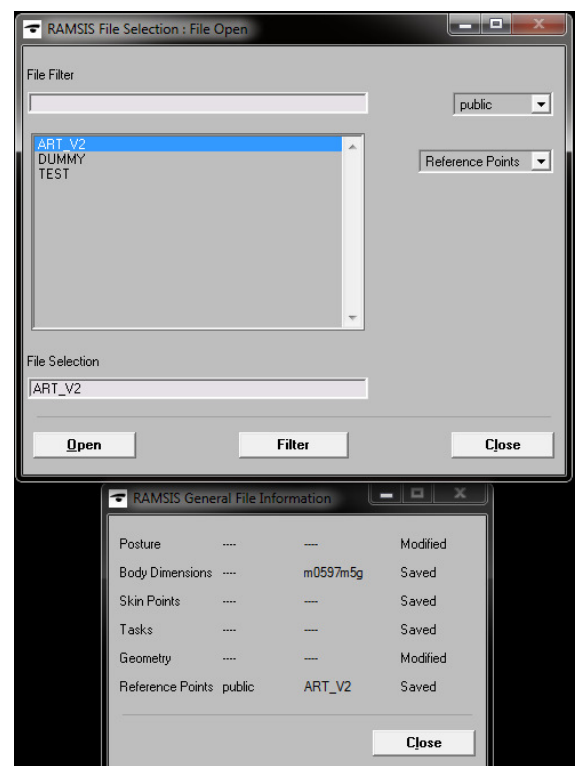 RAMSIS File Selection : File Open
File Filter
public
ART_V2
DUMMY
TEST
Reference Points
File Selection
ART_V2
Open Filter Close
RAMSIS General File Information
Posture ---- ---- Modified
Body Dimensions ---- m0597m5g Saved
Skin Points ---- ---- Saved
Tasks ---- ---- Saved
Geometry ---- ---- Modified
Reference Points public ART_V2 Saved
Close